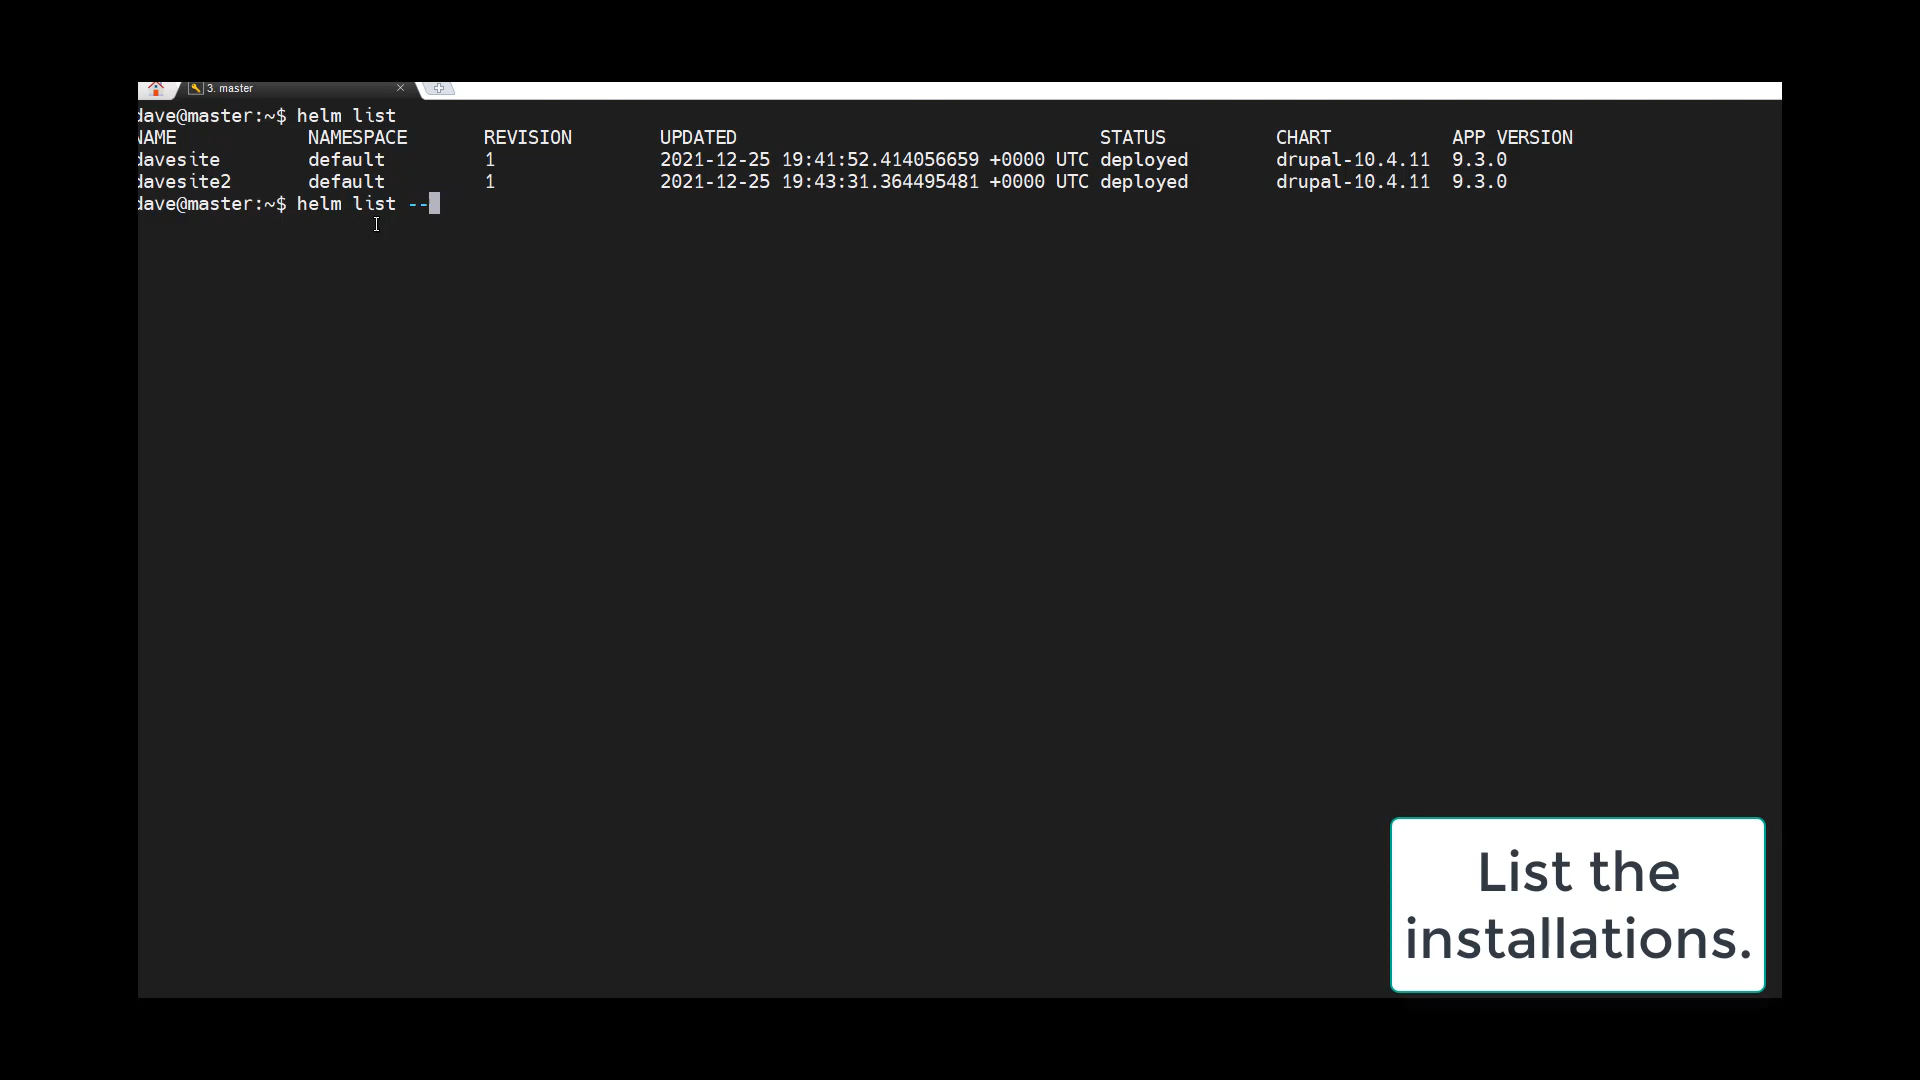 3. master
dave@master:~$ helm list
NAME NAMESPACE REVISION UPDATED STATUS CHART APP VERSION
davesite default 1 2021-12-25 19:41:52.414056659 +0000 UTC deployed drupal-10.4.11 9.3.0
davesite2 default 1 2021-12-25 19:43:31.364495481 +0000 UTC deployed drupal-10.4.11 9.3.0
dave@master:~$ helm list --
List the
installations.